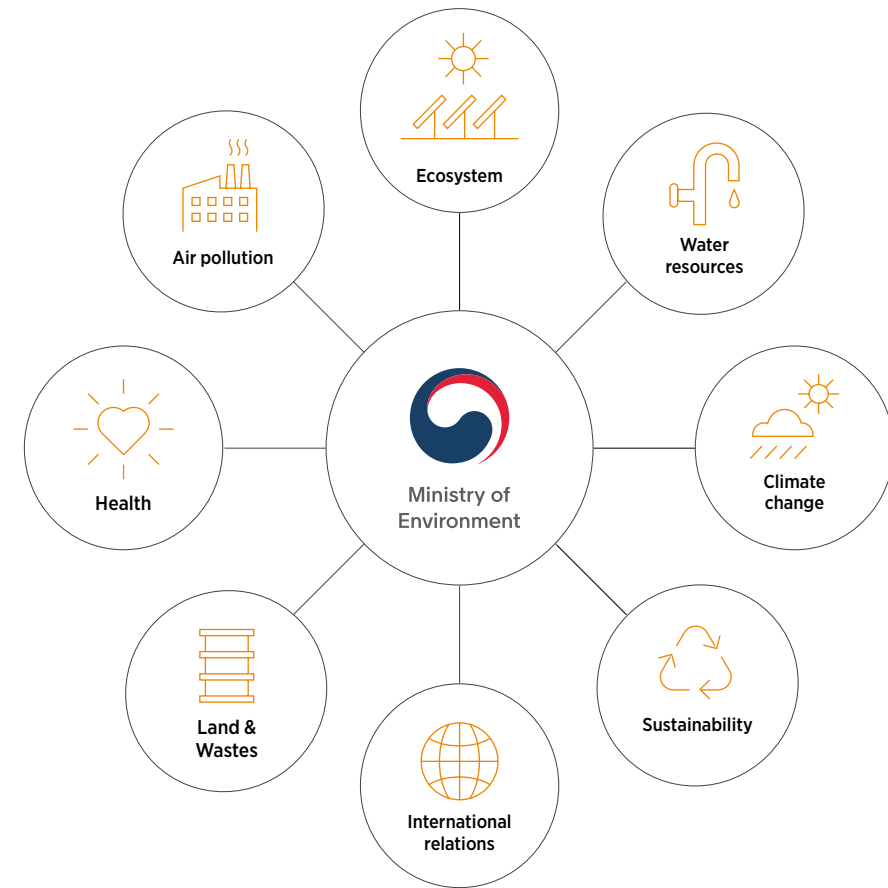 Ecosystem
Water
resources
Climate
change
Sustainability
International
relations
Land &
Wastes
Health
Air pollution
Ministry of
Environment